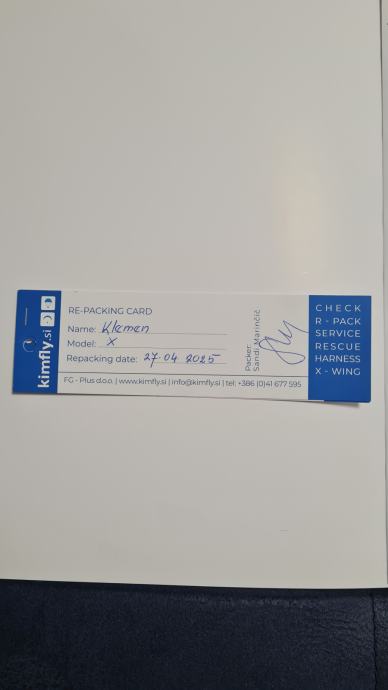 kimfly.si
RE-PACKING CARD
Name: Klemen
Model: X
Repacking date: 27.04 2025
Packer:
Sandi Marinčič
FG - Plus d.o.o. | www.kimfly.si | info@kimfly.si | tel: +386 (0)41 677 595
CHECK
R - PACK
SERVICE
RESCUE
HARNESS
X - WING